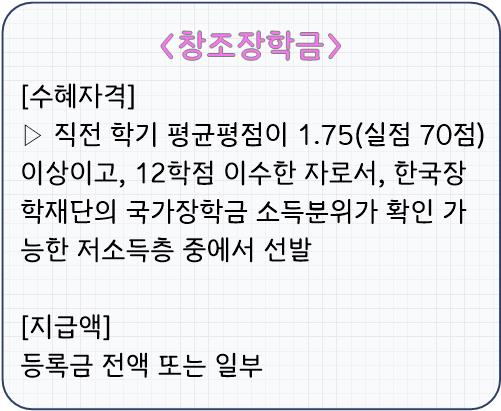 <창조장학금>
[수혜자격]
▷ 직전 학기 평균평점이 1.75(실점 70점)
이상이고, 12학점 이수한 자로서, 한국장
학재단의 국가장학금 소득분위가 확인 가
능한 저소득층 중에서 선발
[지급액]
등록금 전액 또는 일부